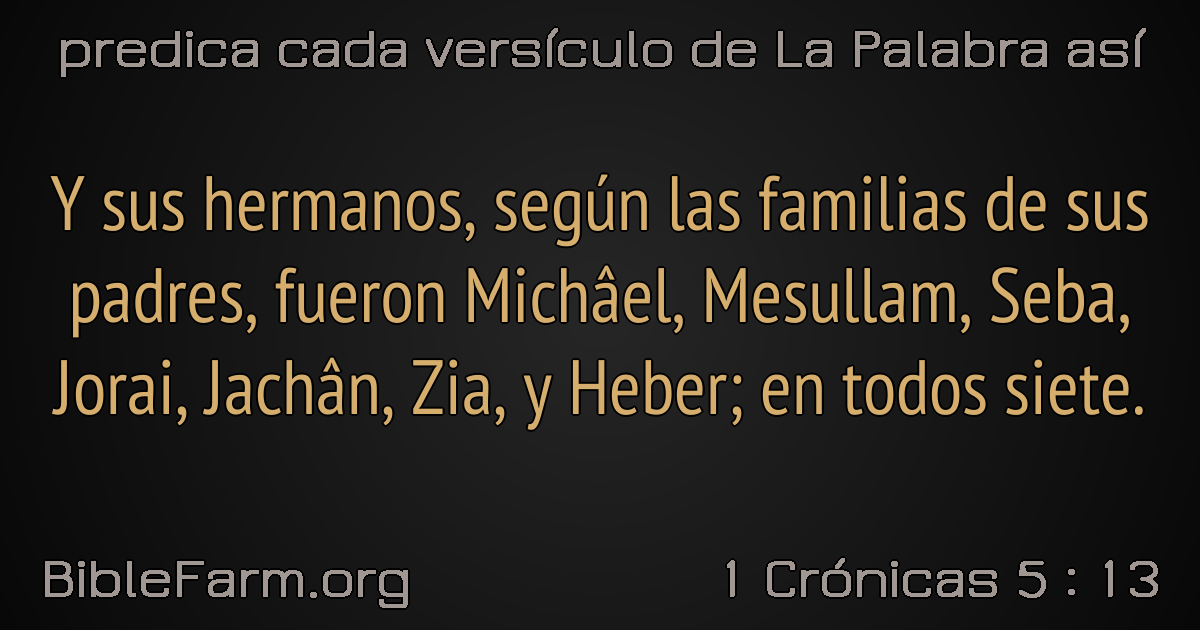 predica cada versículo de La Palabra así
Y sus hermanos, según las familias de sus
padres, fueron Michâel, Mesullam, Seba,
Jorai, Jachân, Zia, y Heber; en todos siete.
BibleFarm.org
1 Crónicas 5 : 13